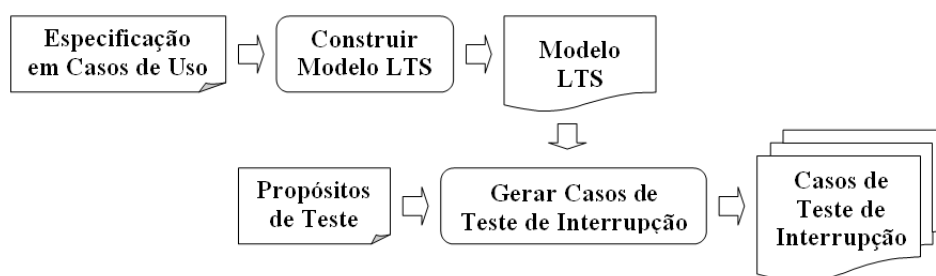 Especificação
em Casos de Uso
Construir
Modelo LTS
Modelo
LTS
Propósitos
de Teste
Gerar Casos de
Teste de Interrupção
Casos de
Teste de
Interrupção